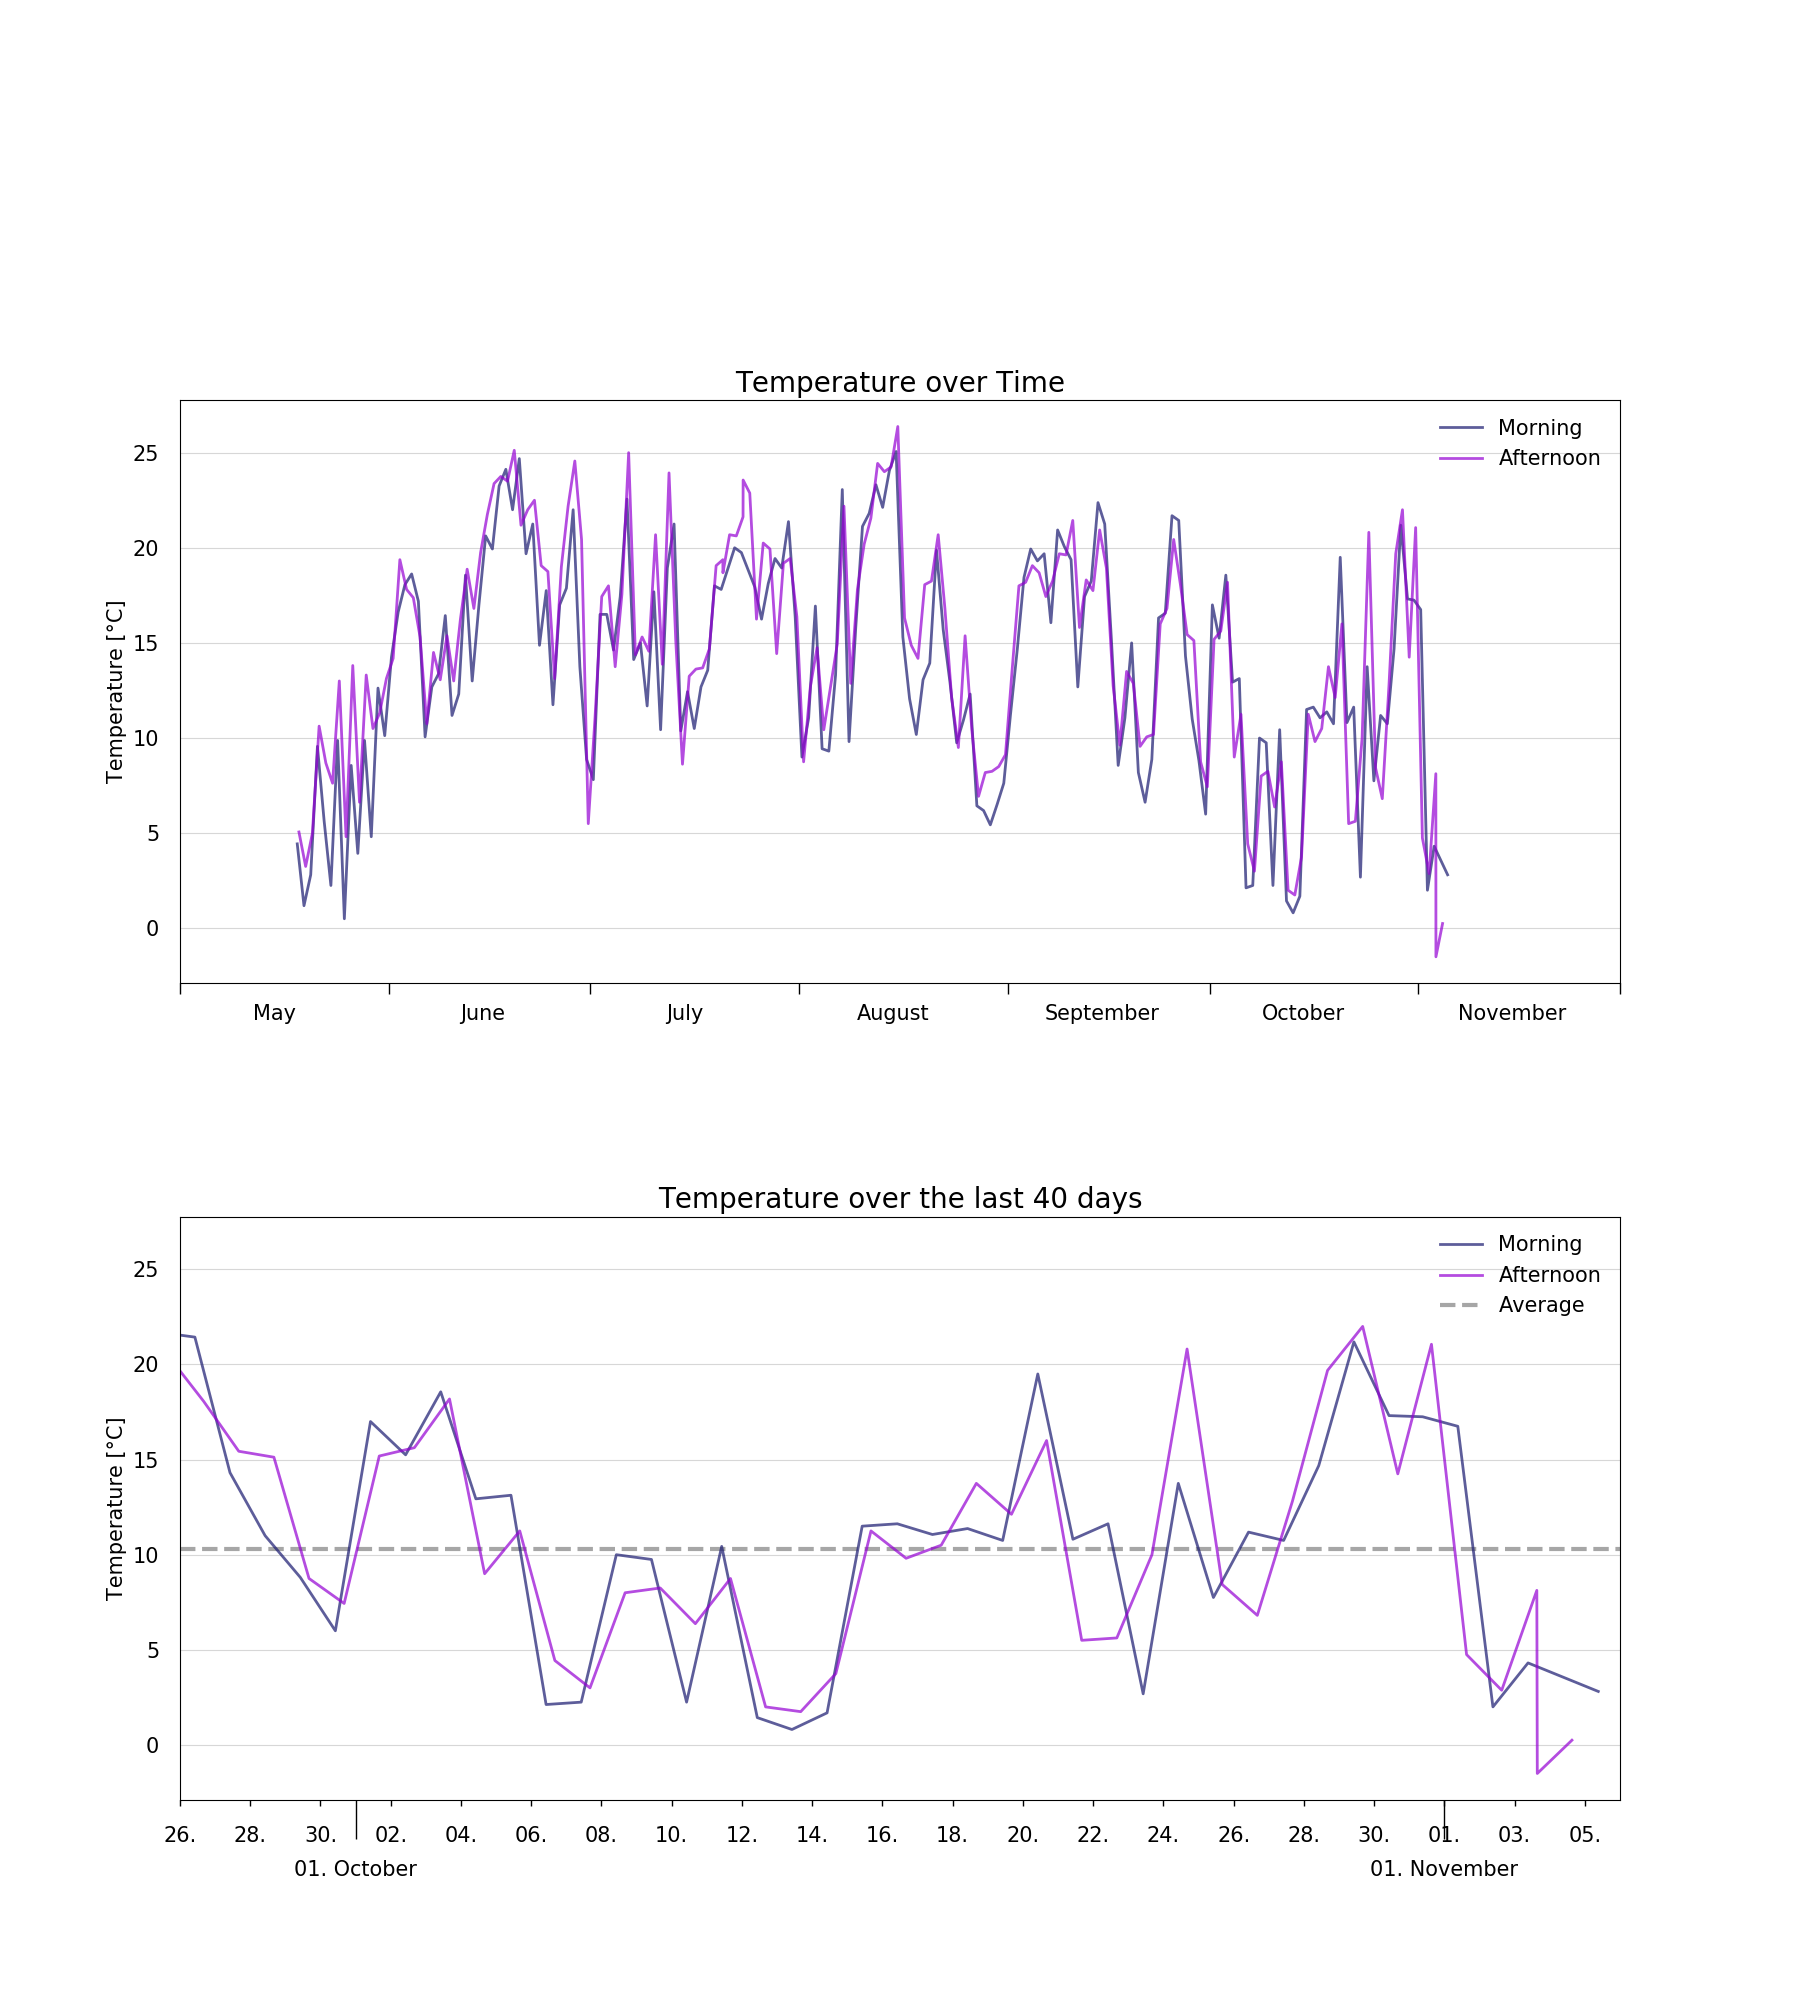 Temperature over Time
Morning
Afternoon
25
20
15
10
5
0
Temperature [°C]
May June July August September October November
Temperature over the last 40 days
Morning
Afternoon
Average
25
20
15
10
5
0
Temperature [°C]
26. 28. 30. 02. 04. 06. 08. 10. 12. 14. 16. 18. 20. 22. 24. 26. 28. 30. 01. 03. 05.
01. October 01. November